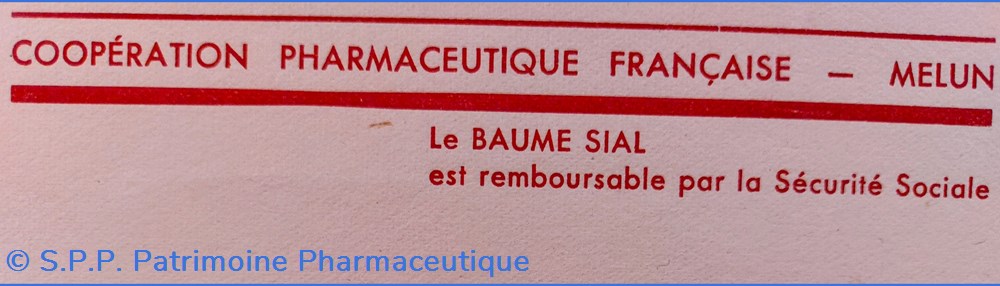 COOPÉRATION PHARMACEUTIQUE FRANÇAISE — MELUN
Le BAUME SIAL
est remboursable par la Sécurité Sociale
© S.P.P. Patrimoine Pharmaceutique